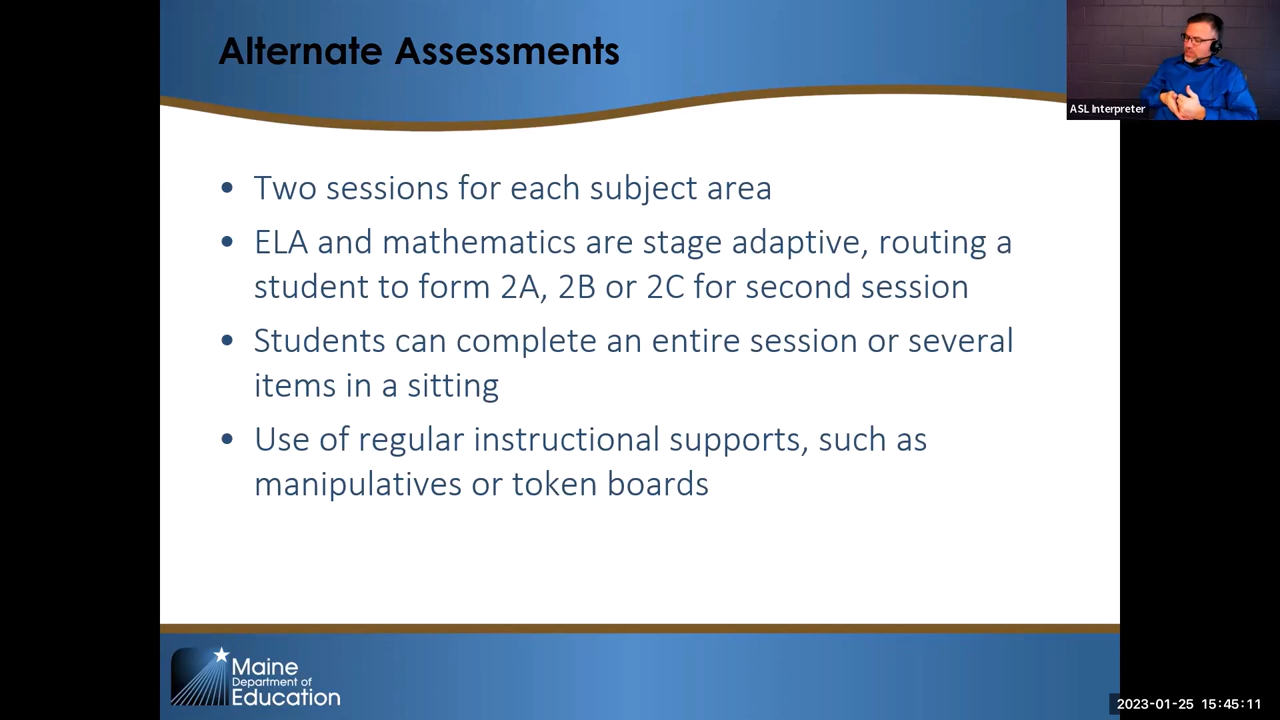 Alternate Assessments
ASL Interpreter
• Two sessions for each subject area
• ELA and mathematics are stage adaptive, routing a
student to form 2A, 2B or 2C for second session
• Students can complete an entire session or several
items in a sitting
• Use of regular instructional supports, such as
manipulatives or token boards
Maine
Department of
Education
2023-01-25 15:45:11